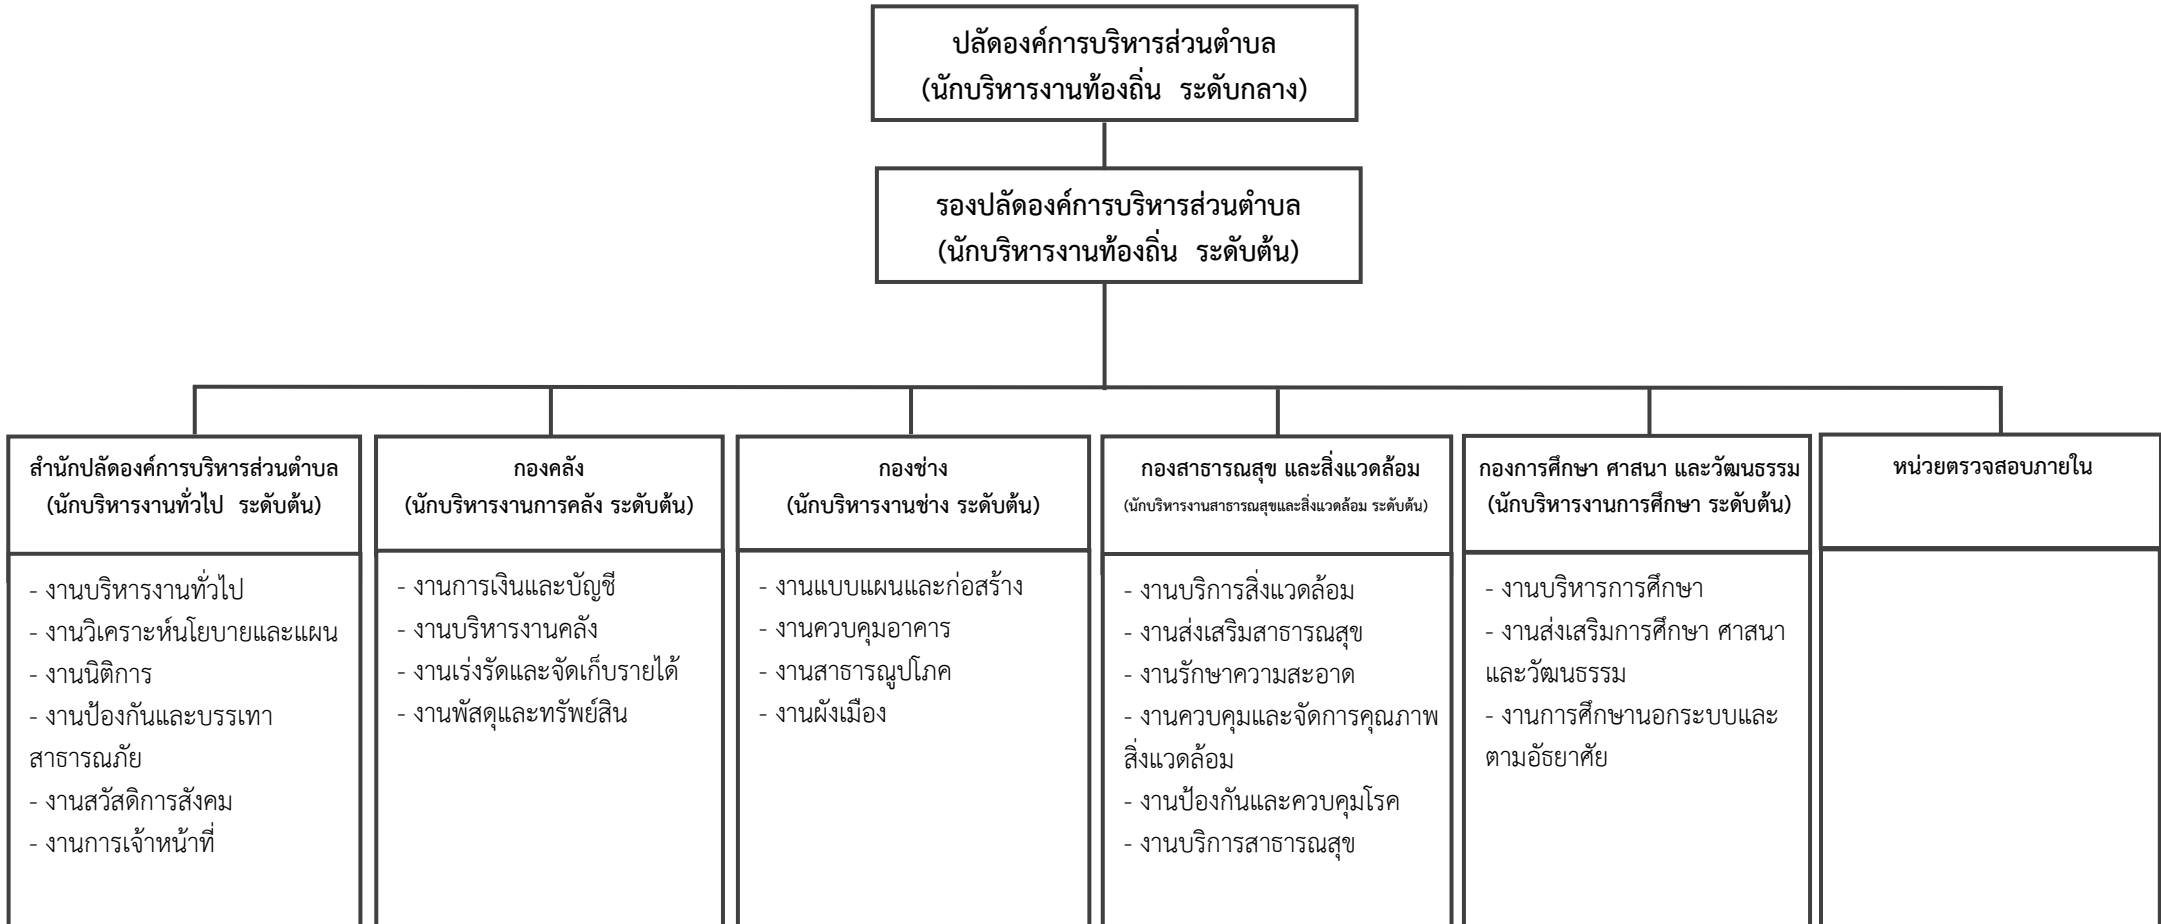 ปลัดองค์การบริหารส่วนตำบล
(นักบริหารงานท้องถิ่น ระดับกลาง)
รองปลัดองค์การบริหารส่วนตำบล
(นักบริหารงานท้องถิ่น ระดับต้น)
สำนักปลัดองค์การบริหารส่วนตำบล
(นักบริหารงานทั่วไป ระดับต้น)
- งานบริหารงานทั่วไป
- งานวิเคราะห์นโยบายและแผน
- งานนิติการ
- งานป้องกันและบรรเทา
สาธารณภัย
- งานสวัสดิการสังคม
- งานการเจ้าหน้าที่
กองคลัง
(นักบริหารงานการคลัง ระดับต้น)
- งานการเงินและบัญชี
- งานบริหารงานคลัง
- งานเร่งรัดและจัดเก็บรายได้
- งานพัสดุและทรัพย์สิน
กองช่าง
(นักบริหารงานช่าง ระดับต้น)
- งานแบบแผนและก่อสร้าง
- งานควบคุมอาคาร
- งานสาธารณูปโภค
- งานผังเมือง
กองสาธารณสุข และสิ่งแวดล้อม
(นักบริหารงานสาธารณสุขและสิ่งแวดล้อม ระดับต้น)
- งานบริการสิ่งแวดล้อม
- งานส่งเสริมสาธารณสุข
- งานรักษาความสะอาด
- งานควบคุมและจัดการคุณภาพ
สิ่งแวดล้อม
- งานป้องกันและควบคุมโรค
- งานบริการสาธารณสุข
กองการศึกษา ศาสนา และวัฒนธรรม
(นักบริหารงานการศึกษา ระดับต้น)
- งานบริหารการศึกษา
- งานส่งเสริมการศึกษา ศาสนา
และวัฒนธรรม
- งานการศึกษานอกระบบและ
ตามอัธยาศัย
หน่วยตรวจสอบภายใน